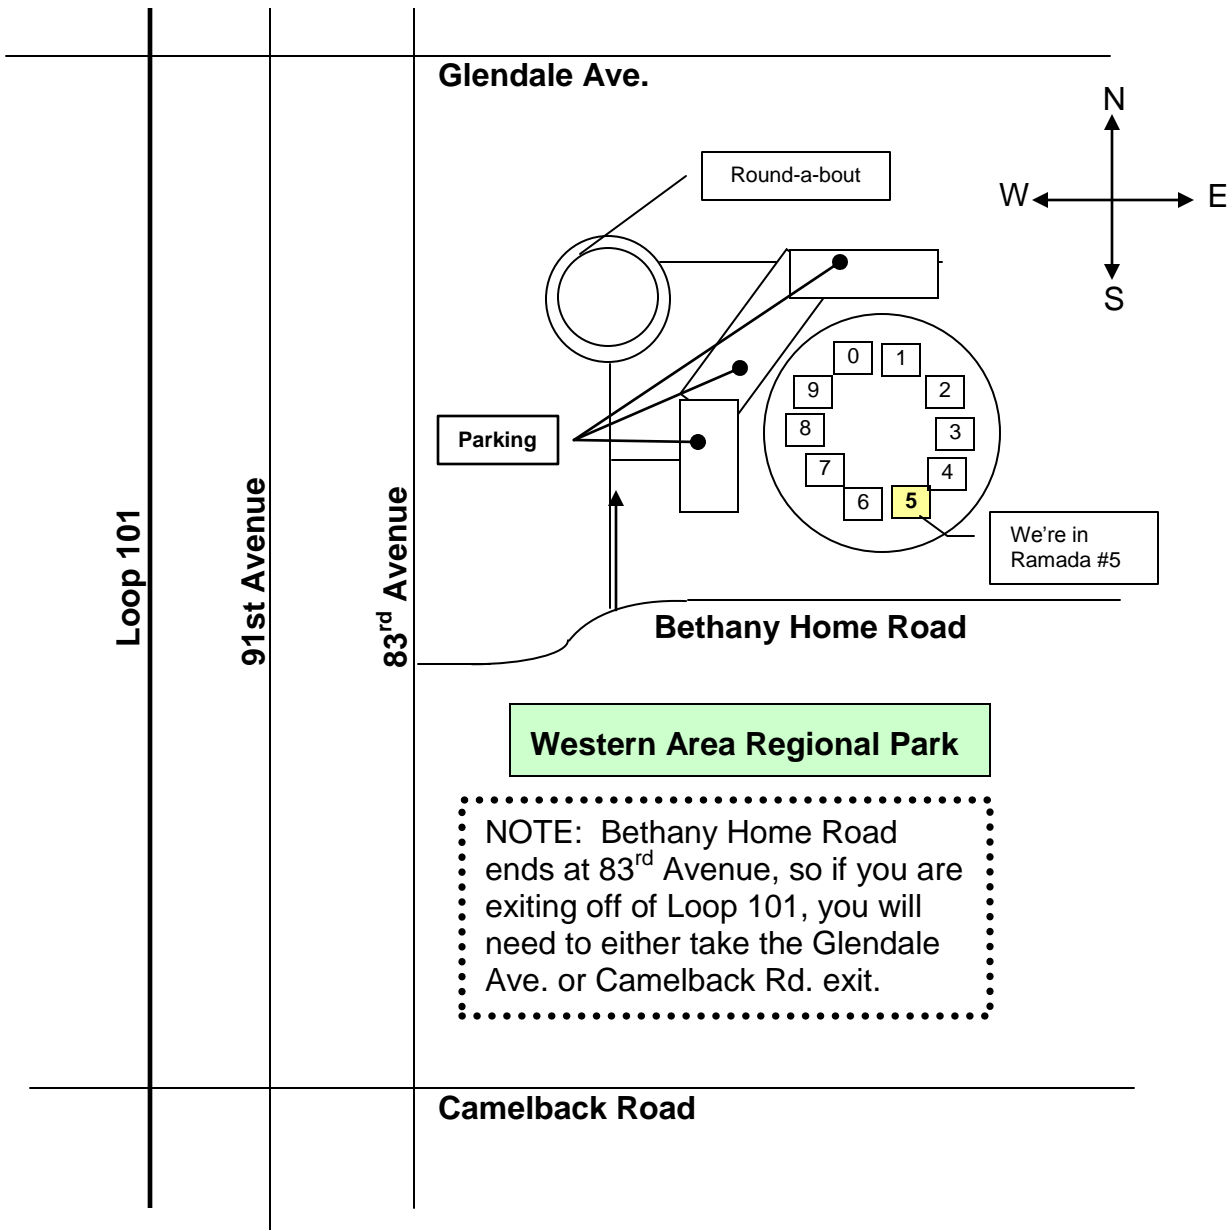 Glendale Ave.
N
W
E
S
Round-a-bout
0
1
9
2
8
3
7
4
6
5
Parking
We're in
Ramada #5
Loop 101
91st Avenue
83rd Avenue
Bethany Home Road
Western Area Regional Park
NOTE: Bethany Home Road
ends at 83rd Avenue, so if you are
exiting off of Loop 101, you will
need to either take the Glendale
Ave. or Camelback Rd. exit.
Camelback Road